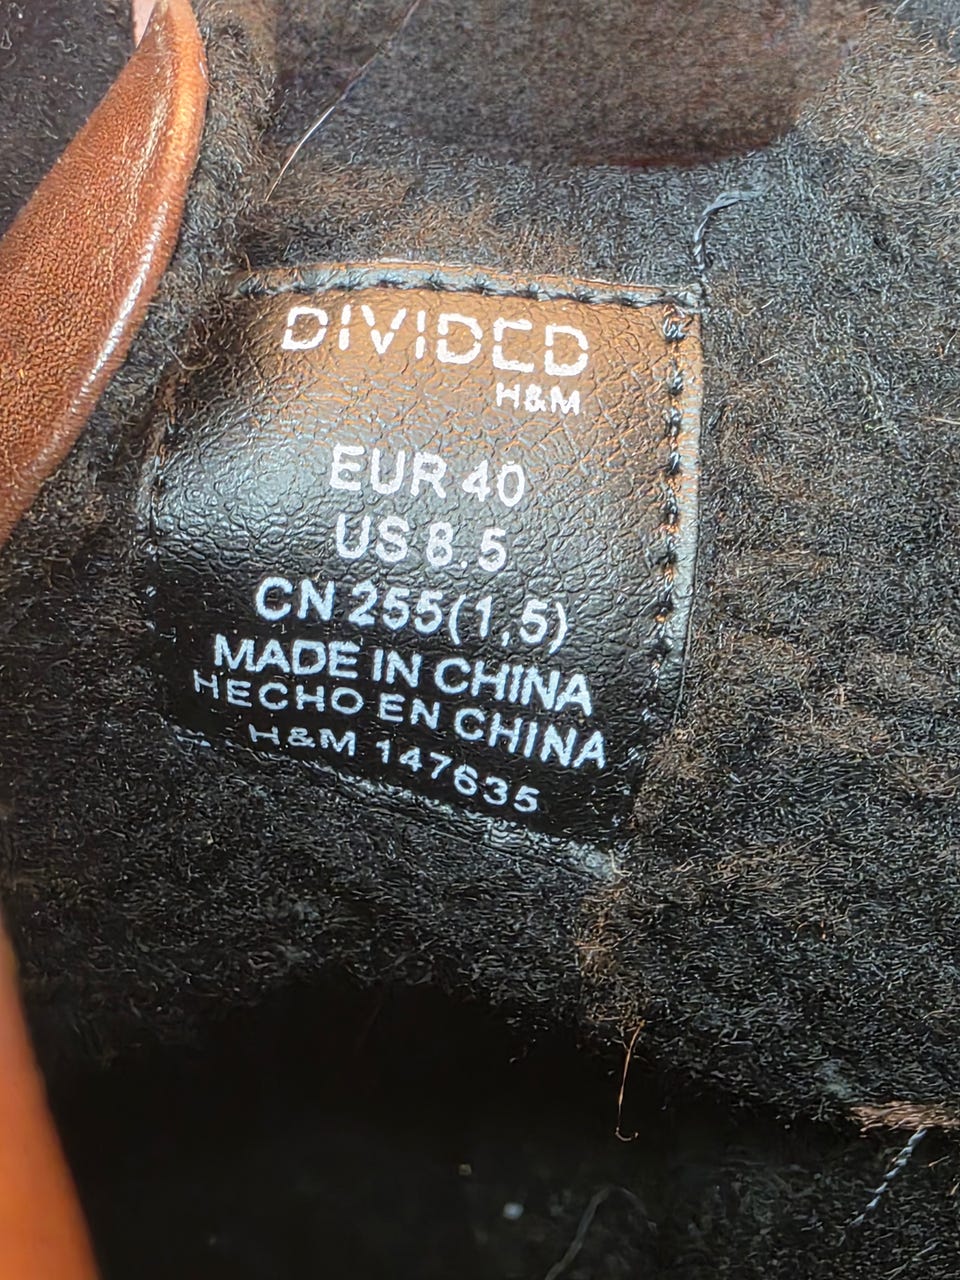 DIVIDED
H&M
EUR 40
US 8.5
CN 255(1,5)
MADE IN CHINA
HECHO EN CHINA
H&M 147635